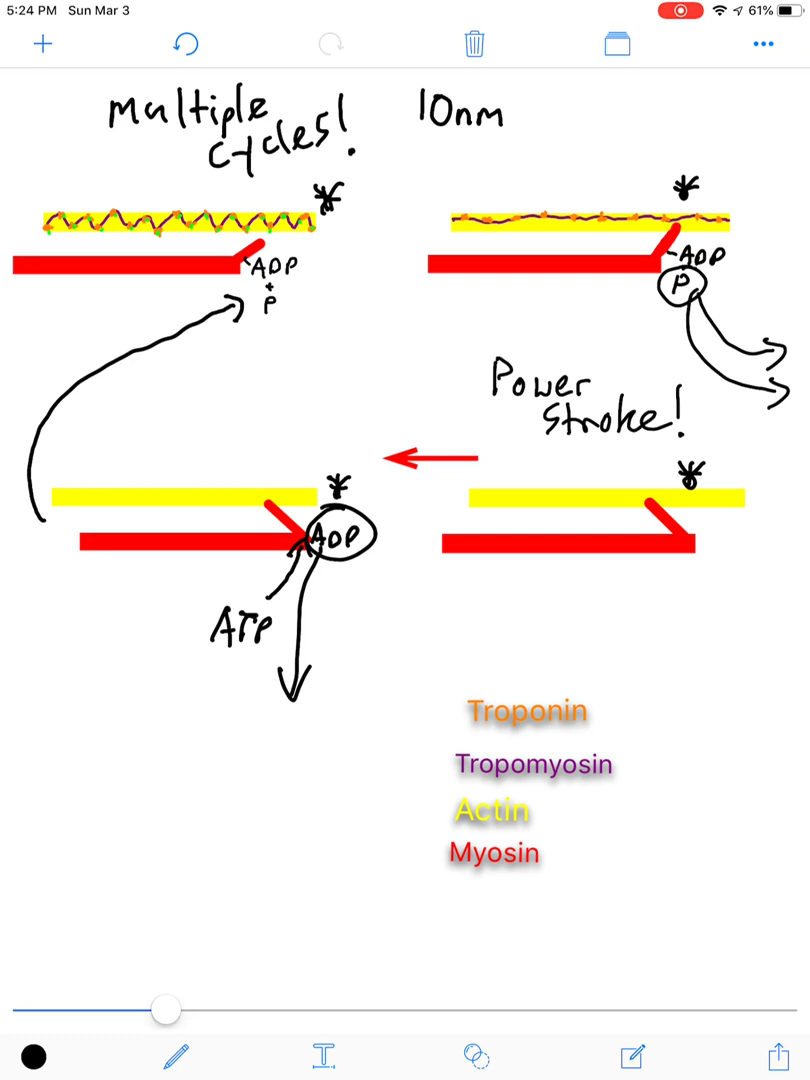 5:24 PM Sun Mar 3
61%
Multiple
cycles!
10nm
ADP
+
P
ADP
P
Power
Stroke!
ADP
ATP
Troponin
Tropomyosin
Actin
Myosin